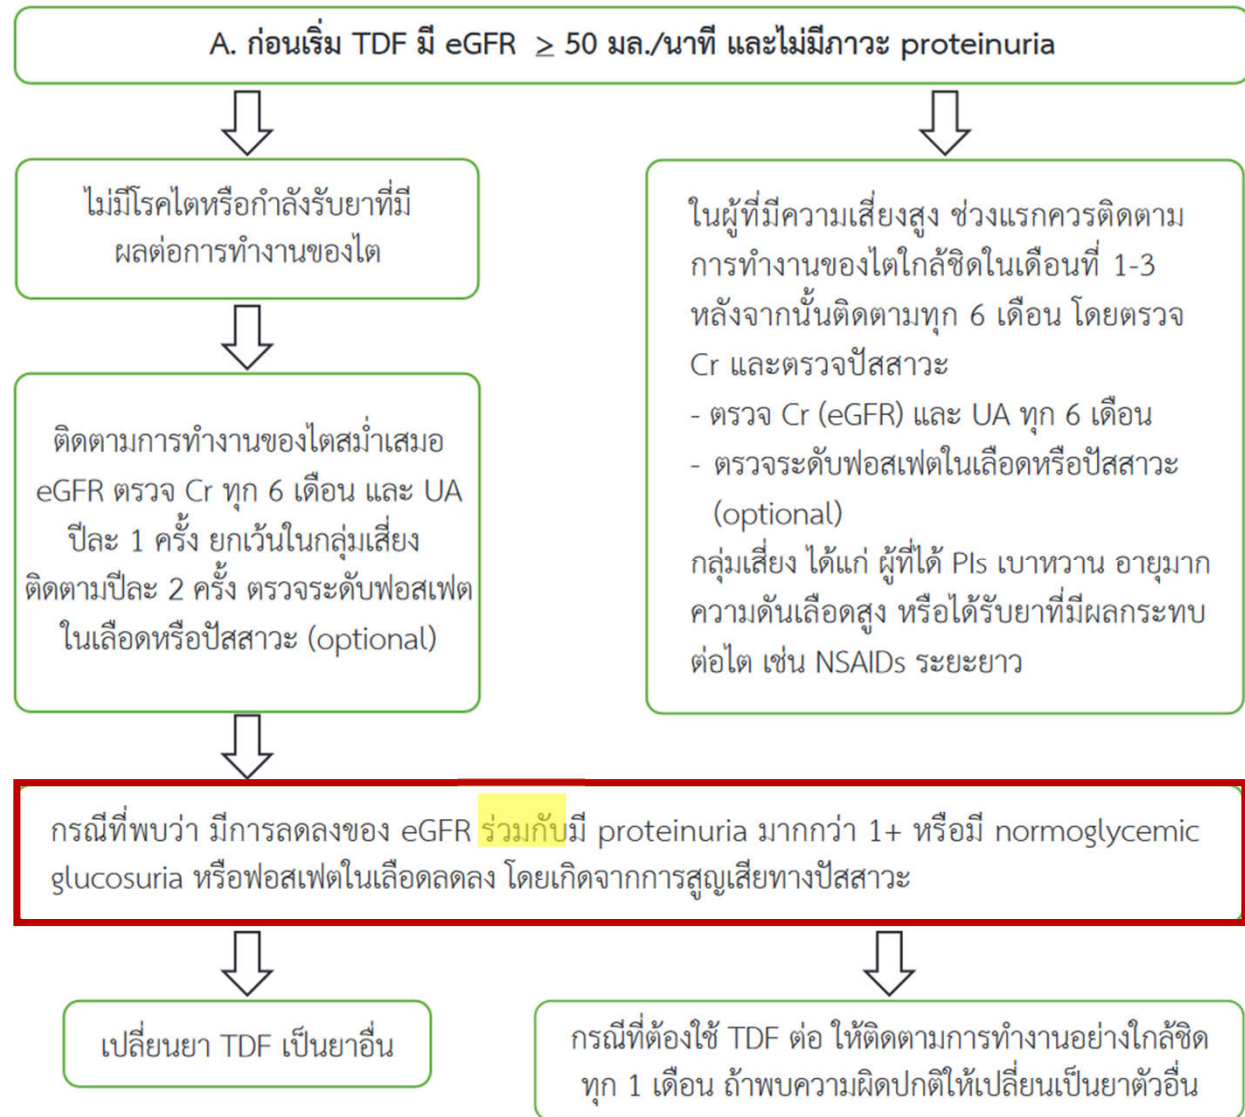 A. ก่อนเริ่ม TDF มี eGFR ≥ 50 มล./นาที และไม่มีภาวะ proteinuria
ไม่มีโรคไตหรือกำลังรับยาที่มี
ผลต่อการทำงานของไต
ติดตามการทำงานของไตสม่ำเสมอ
eGFR ตรวจ Cr ทุก 6 เดือน และ UA
ปีละ 1 ครั้ง ยกเว้นในกลุ่มเสี่ยง
ติดตามปีละ 2 ครั้ง ตรวจระดับฟอสเฟต
ในเลือดหรือปัสสาวะ (optional)
ในผู้ที่มีความเสี่ยงสูง ช่วงแรกควรติดตาม
การทำงานของไตใกล้ชิดในเดือนที่ 1-3
หลังจากนั้นติดตามทุก 6 เดือน โดยตรวจ
Cr และตรวจปัสสาวะ
- ตรวจ Cr (eGFR) และ UA ทุก 6 เดือน
- ตรวจระดับฟอสเฟตในเลือดหรือปัสสาวะ
(optional)
กลุ่มเสี่ยง ได้แก่ ผู้ที่ได้ PIs เบาหวาน อายุมาก
ความดันเลือดสูง หรือได้รับยาที่มีผลกระทบ
ต่อไต เช่น NSAIDs ระยะยาว
กรณีที่พบว่า มีการลดลงของ eGFR ร่วมกับมี proteinuria มากกว่า 1+ หรือมี normoglycemic
glucosuria หรือฟอสเฟตในเลือดลดลง โดยเกิดจากการสูญเสียทางปัสสาวะ
เปลี่ยนยา TDF เป็นยาอื่น
กรณีที่ต้องใช้ TDF ต่อ ให้ติดตามการทำงานอย่างใกล้ชิด
ทุก 1 เดือน ถ้าพบความผิดปกติให้เปลี่ยนเป็นยาตัวอื่น